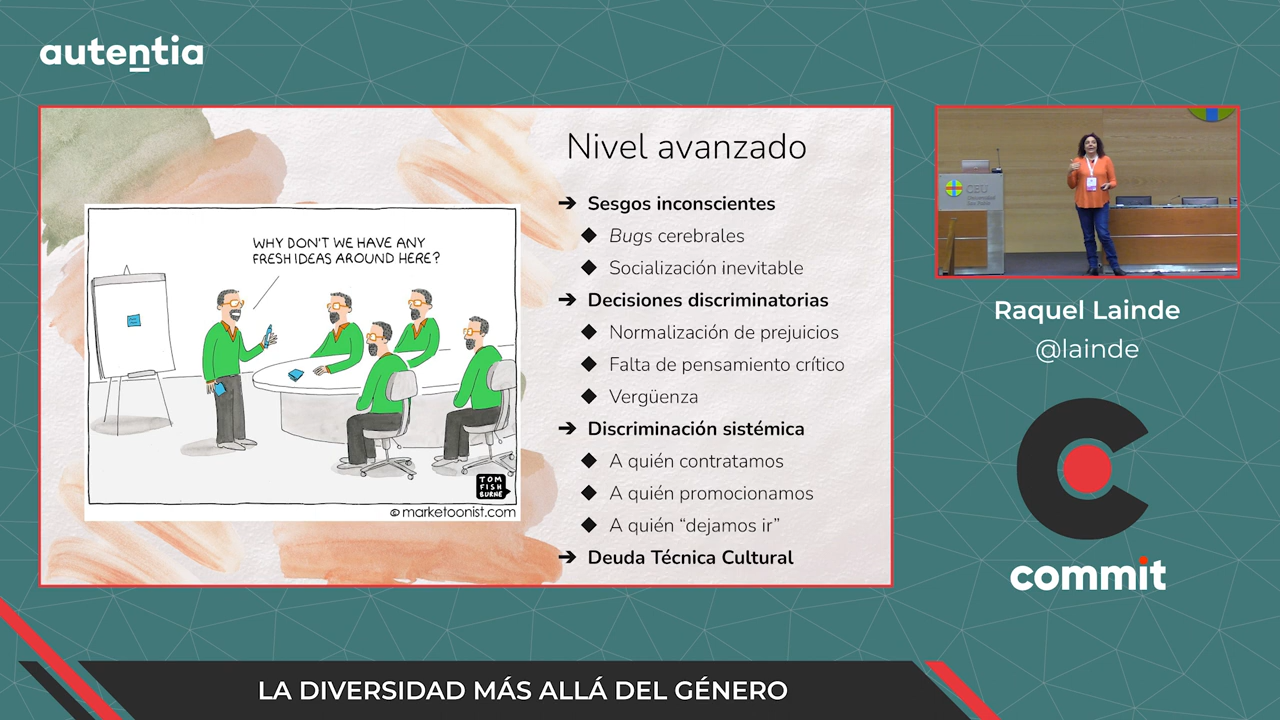 autentia
Nivel avanzado
WHY DON'T WE HAVE ANY
FRESH IDEAS AROUND HERE?
TOM
FISH
BURNE
© marketoonist.com
➔ Sesgos inconscientes
◆ Bugs cerebrales
◆ Socialización inevitable
➔ Decisiones discriminatorias
◆ Normalización de prejuicios
◆ Falta de pensamiento crítico
◆ Vergüenza
➔ Discriminación sistémica
◆ A quién contratamos
◆ A quién promocionamos
◆ A quién “dejamos ir”
➔ Deuda Técnica Cultural
CEU
Raquel Lainde
@lainde
commit
LA DIVERSIDAD MÁS ALLÁ DEL GÉNERO